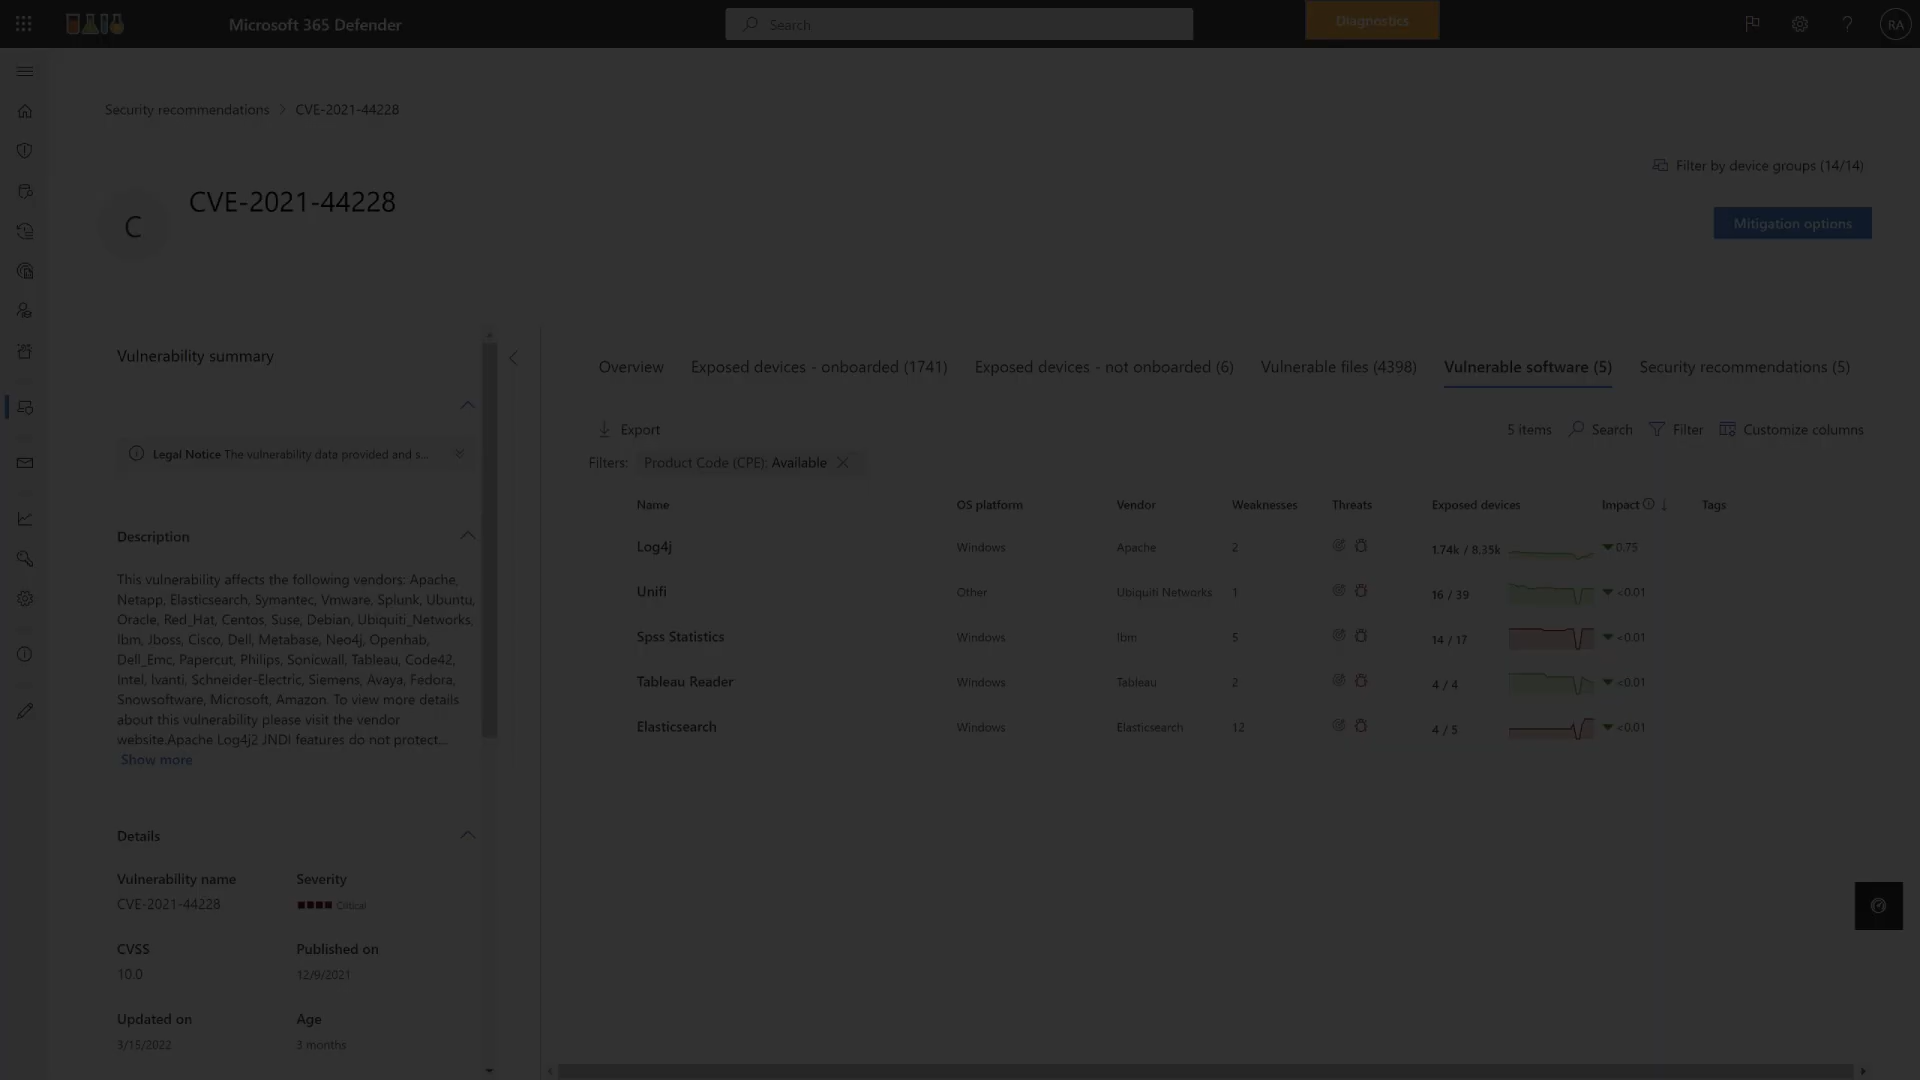 Microsoft 365 Defender
Search
Diagnostics
RA
Security recommendations > CVE-2021-44228
Filter by device groups (14/14)
C
CVE-2021-44228
Mitigation options
Vulnerability summary
Legal Notice The vulnerability data provided and s...
Description
This vulnerability affects the following vendors: Apache,
Netapp, Elasticsearch, Symantec, Vmware, Splunk, Ubuntu,
Oracle, Red_Hat, Centos, Suse, Debian, Ubiquiti_Networks,
Ibm, Jboss, Cisco, Dell, Metabase, Neo4j, Openhab,
Dell_Emc, Papercut, Philips, Sonicwall, Tableau, Code42,
Intel, Ivanti, Schneider-Electric, Siemens, Avaya, Fedora,
Snowsoftware, Microsoft, Amazon. To view more details
about this vulnerability please visit the vendor
website.Apache Log4j2 JNDI features do not protect...
Show more
Details
Vulnerability name Severity
CVE-2021-44228 Critical
CVSS Published on
10.0 12/9/2021
Updated on Age
3/15/2022 3 months
Overview Exposed devices - onboarded (1741) Exposed devices - not onboarded (6) Vulnerable files (4398) Vulnerable software (5) Security recommendations (5)
Export 5 items Search Filter Customize columns
Filters: Product Code (CPE): Available
Name OS platform Vendor Weaknesses Threats Exposed devices Impact Tags
Log4j Windows Apache 2 1.74k / 8.35k 0.75
Unifi Other Ubiquiti Networks 1 16 / 39 <0.01
Spss Statistics Windows Ibm 5 14 / 17 <0.01
Tableau Reader Windows Tableau 2 4 / 4 <0.01
Elasticsearch Windows Elasticsearch 12 4 / 5 <0.01